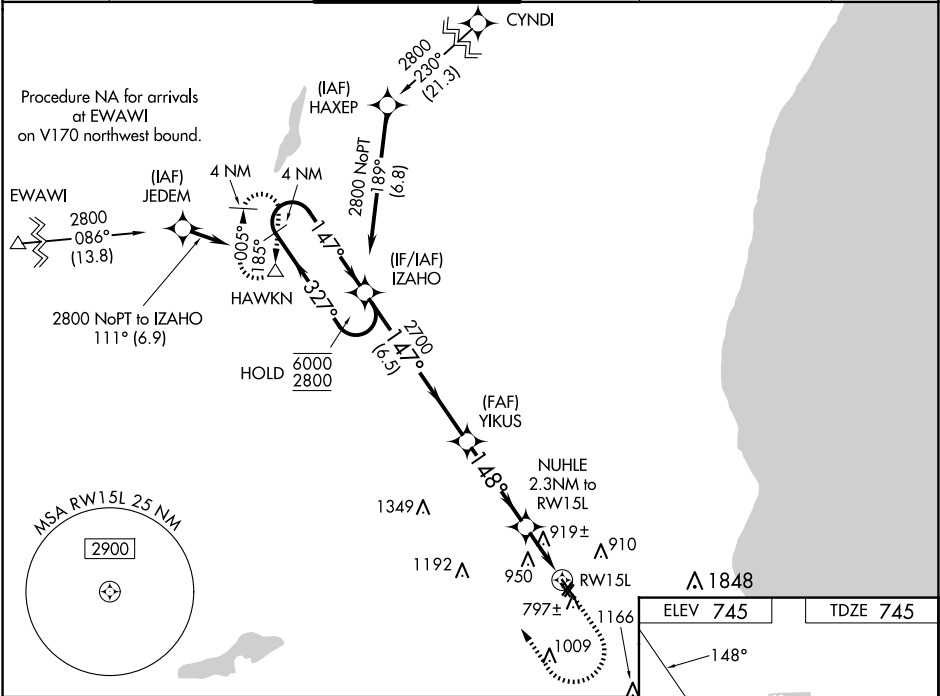 CYNDI
2800
230°
(21.3)
(IAF)
HAXEP
Procedure NA for arrivals
at EWAWI
on V170 northwest bound.
2800 NoPT
189°
(6.8)
(IAF)
JEDEM
4 NM
4 NM
EWAWI
2800
086°
(13.8)
005°
185°
147°
(IF/IAF)
IZAHO
HAWKN
327°
2800 NoPT to IZAHO
111° (6.9)
HOLD
6000
2800
2700
147°
(6.5)
(FAF)
YIKUS
148°
NUHLE
2.3NM to
RW15L
MSA RW15L 25 NM
2900
1349
919±
910
1192
950
RW15L
1848
797±
1166
1009
ELEV 745
TDZE 745
148°